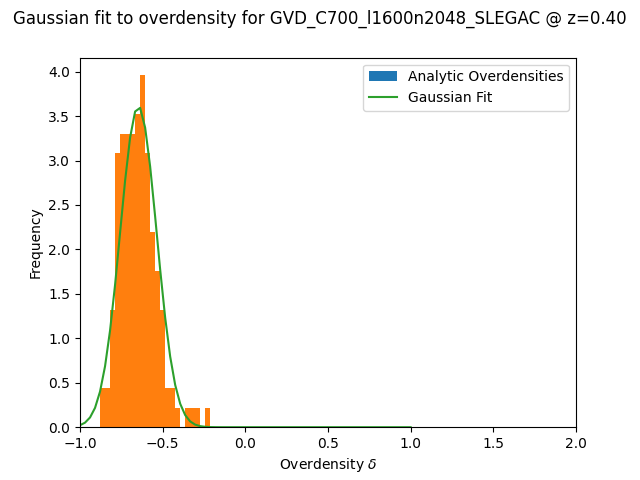 Gaussian fit to overdensity for GVD_C700_l1600n2048_SLEGAC @ z=0.40
Analytic Overdensities
Gaussian Fit
4.0
3.5
3.0
2.5
2.0
1.5
1.0
0.5
0.0
Frequency
−1.0 −0.5 0.0 0.5 1.0 1.5 2.0
Overdensity δ